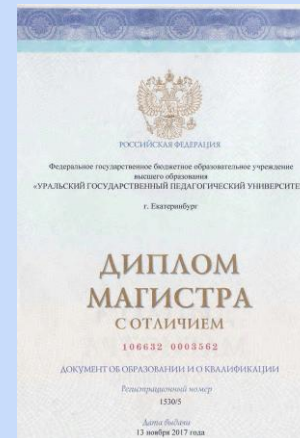 РОССИЙСКАЯ ФЕДЕРАЦИЯ
Федеральное государственное бюджетное образовательное учреждение
высшего образования
«УРАЛЬСКИЙ ГОСУДАРСТВЕННЫЙ ПЕДАГОГИЧЕСКИЙ УНИВЕРСИТЕ
г. Екатеринбург
ДИПЛОМ
МАГИСТРА
С ОТЛИЧИЕМ
106632 0003562
ДОКУМЕНТ ОБ ОБРАЗОВАНИИ И О КВАЛИФИКАЦИИ
Регистрационный номер
1530/5
Дата выдачи
13 ноября 2017 года